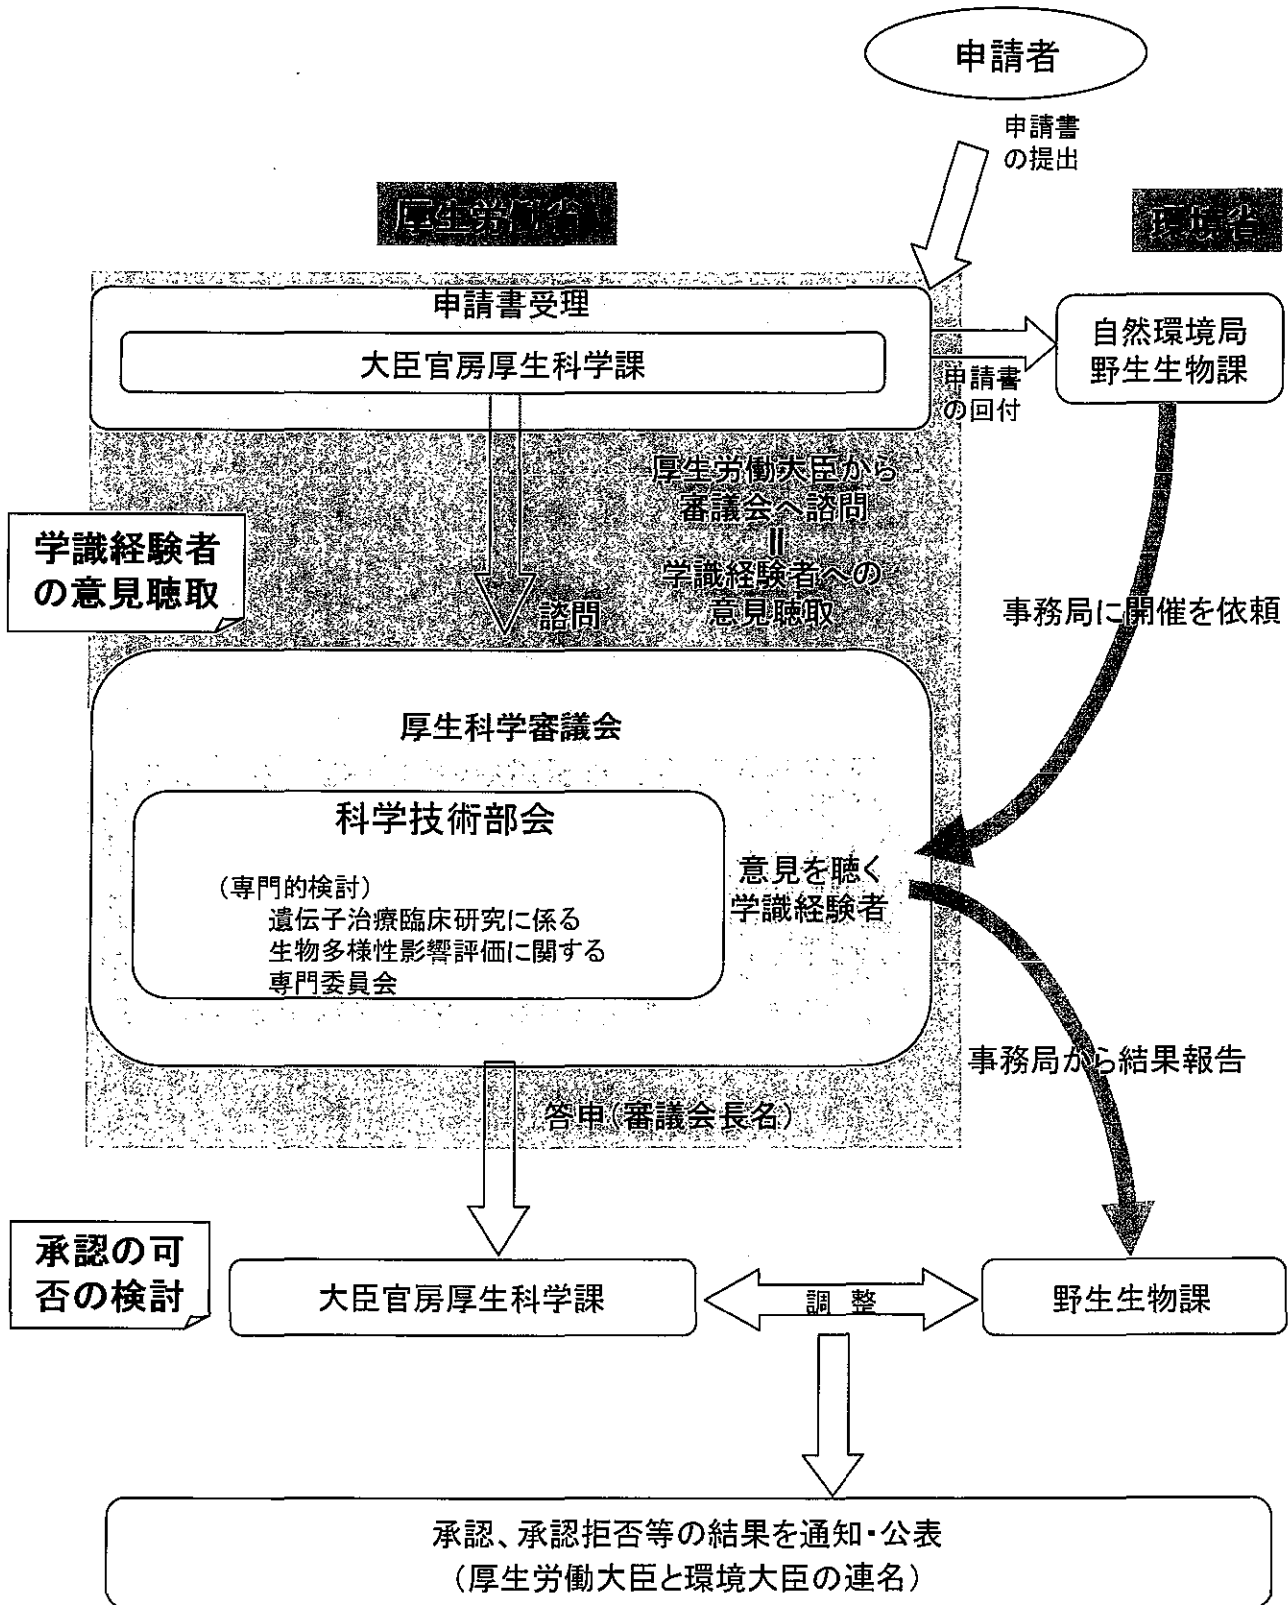 申請者
申請書
の提出
厚生労働省
環境省
申請書受理
大臣官房厚生科学課
自然環境局
野生生物課
申請書
の回付
厚生労働大臣から
審議会へ諮問
||
学識経験者への
意見聴取
学識経験者
の意見聴取
諮問
事務局に開催を依頼
厚生科学審議会
科学技術部会
(専門的検討)
遺伝子治療臨床研究に係る
生物多様性影響評価に関する
専門委員会
意見を聴く
学識経験者
事務局から結果報告
答申(審議会長名)
承認の可
否の検討
大臣官房厚生科学課
調 整
野生生物課
承認、承認拒否等の結果を通知・公表
(厚生労働大臣と環境大臣の連名)